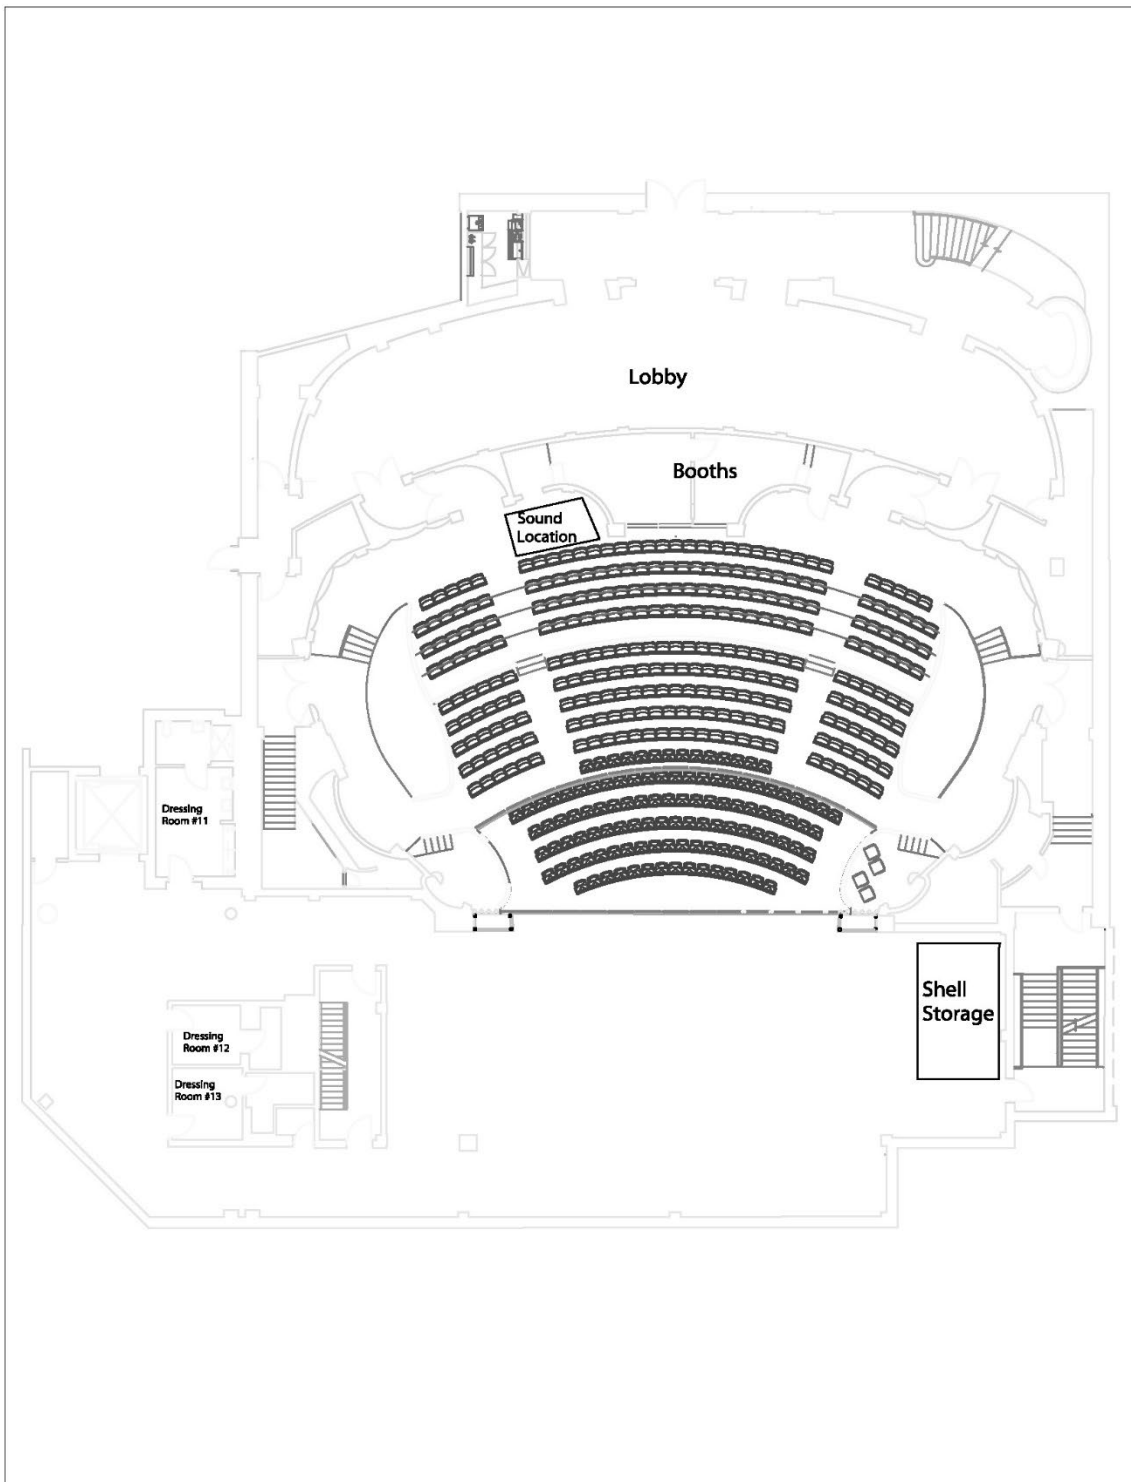 Lobby
Booths
Sound
Location
Dressing
Room #11
Shell
Storage
Dressing
Room #12
Dressing
Room #13